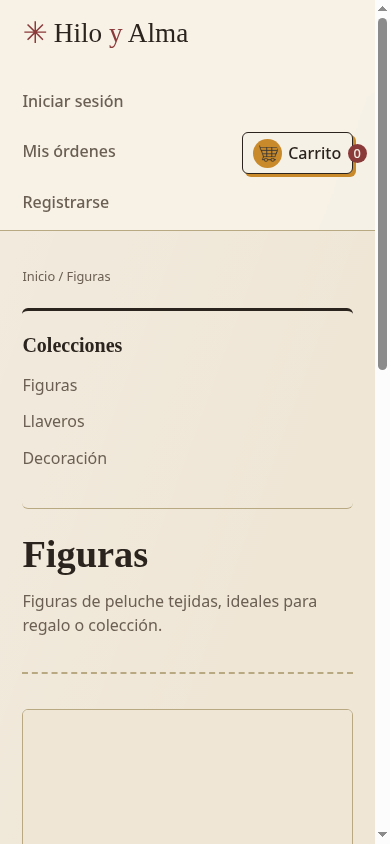 Hilo y Alma
Iniciar sesión
Mis órdenes
Carrito 0
Registrarse
Inicio / Figuras
Colecciones
Figuras
Llaveros
Decoración
Figuras
Figuras de peluche tejidas, ideales para
regalo o colección.